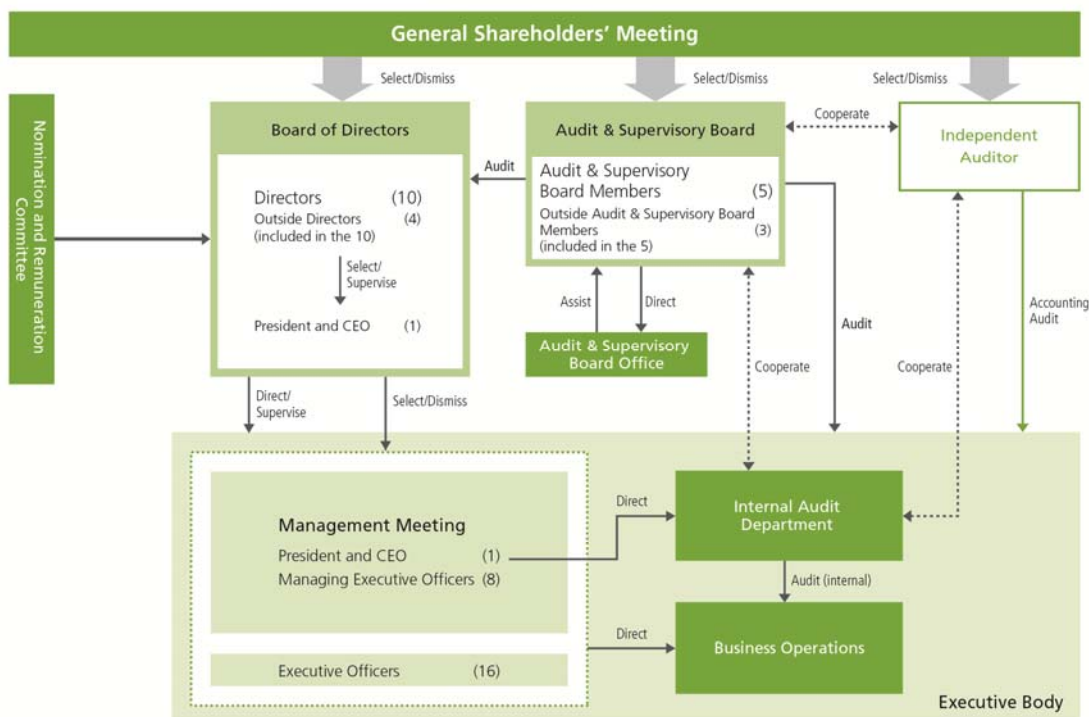 General Shareholders' Meeting
Select/Dismiss
Select/Dismiss
Select/Dismiss
Nomination and Remuneration
Committee
Board of Directors
Directors (10)
Outside Directors (4)
(included in the 10)
Select/
Supervise
President and CEO (1)
Audit
Audit & Supervisory Board
Audit & Supervisory
Board Members (5)
Outside Audit & Supervisory Board
Members (3)
(included in the 5)
Cooperate
Independent
Auditor
Assist
Direct
Audit & Supervisory
Board Office
Cooperate
Audit
Cooperate
Accounting
Audit
Direct/
Supervise
Select/Dismiss
Management Meeting
President and CEO (1)
Managing Executive Officers (8)
Executive Officers (16)
Direct
Internal Audit
Department
Audit (internal)
Direct
Business Operations
Executive Body